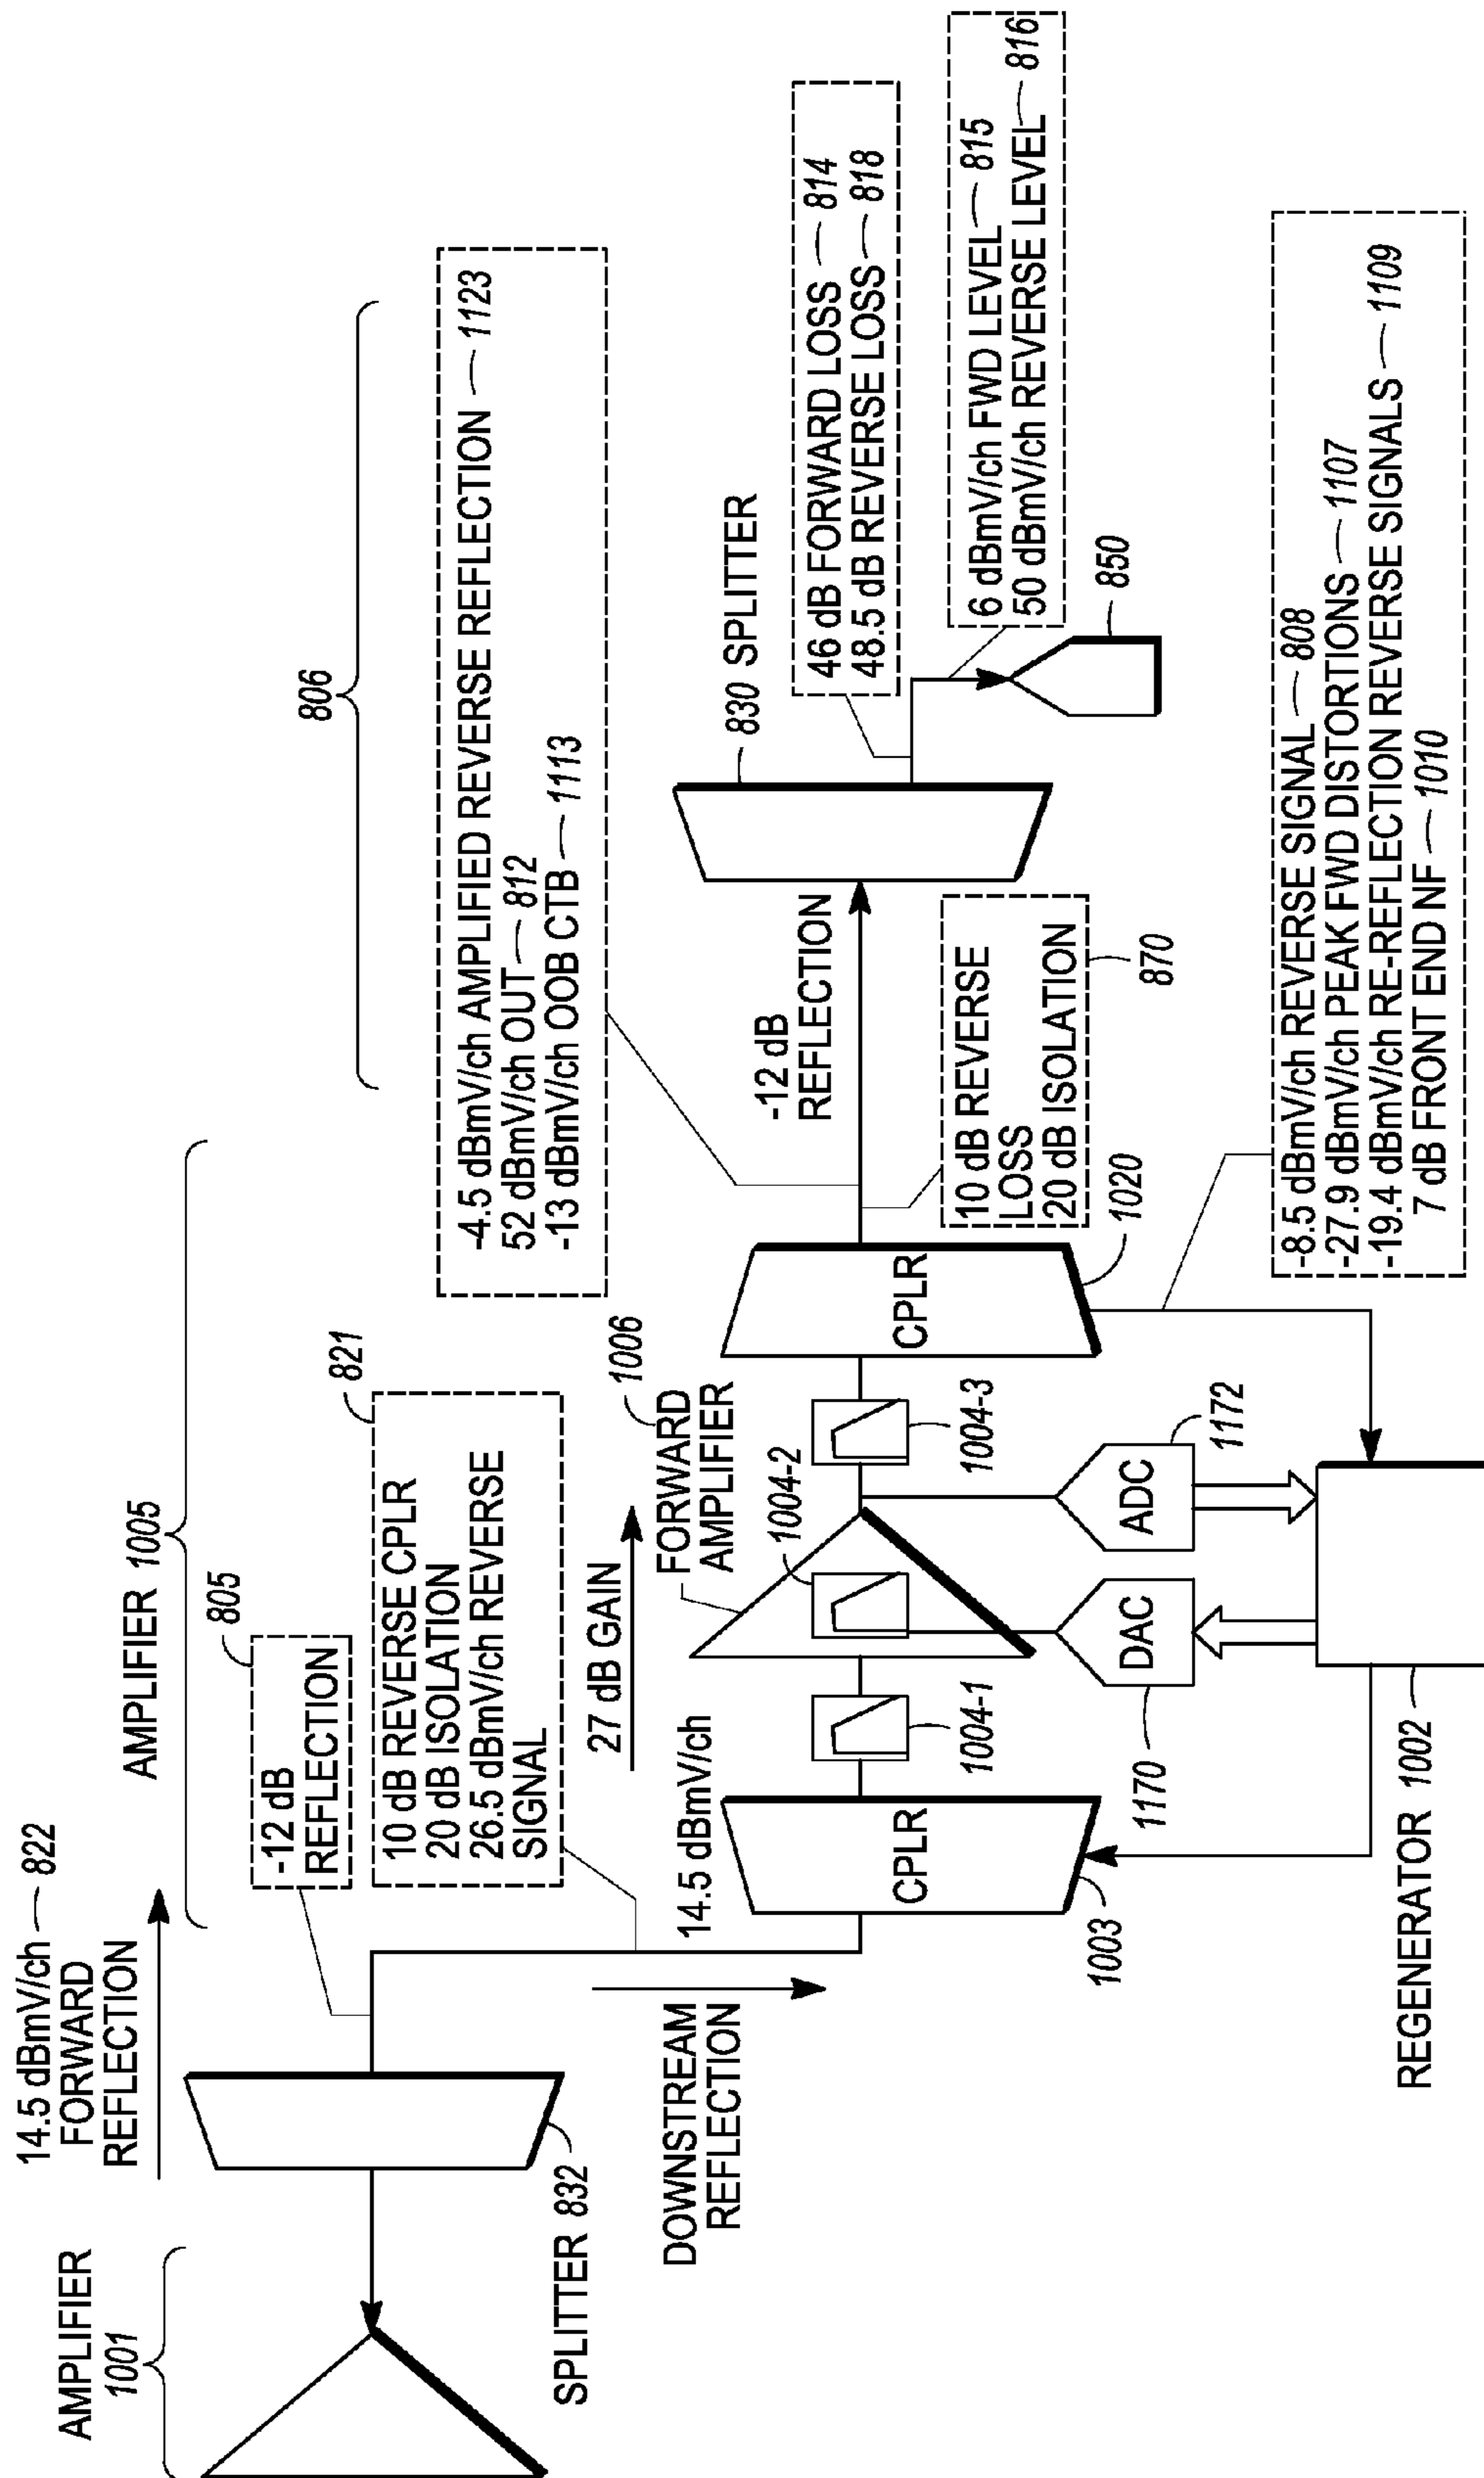 AMPLIFIER
1001
14.5 dBmV/ch 822
FORWARD
REFLECTION
AMPLIFIER 1005
805
-12 dB
REFLECTION
821
10 dB REVERSE CPLR
20 dB ISOLATION
26.5 dBmV/ch REVERSE
SIGNAL
806
-4.5 dBmV/ch AMPLIFIED REVERSE REFLECTION 1123
52 dBmV/ch OUT 812
-13 dBmV/ch OOB CTB 1113
SPLITTER 832
DOWNSTREAM
REFLECTION
14.5 dBmV/ch
27 dB GAIN
1006
FORWARD
AMPLIFIER
1004-2
CPLR
1003
1004-1
1004-3
CPLR
1020
-12 dB
REFLECTION
10 dB REVERSE
LOSS
20 dB ISOLATION
870
830 SPLITTER
46 dB FORWARD LOSS 814
48.5 dB REVERSE LOSS 818
6 dBmV/ch FWD LEVEL 815
50 dBmV/ch REVERSE LEVEL 816
850
DAC
1170
ADC
1172
REGENERATOR 1002
-8.5 dBmV/ch REVERSE SIGNAL 808
-27.9 dBmV/ch PEAK FWD DISTORTIONS 1107
-19.4 dBmV/ch RE-REFLECTION REVERSE SIGNALS 1109
7 dB FRONT END NF 1010